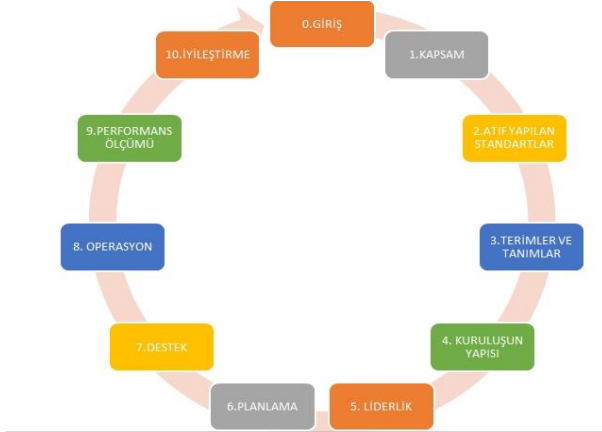 0.GİRİŞ
1.KAPSAM
2.ATIF YAPILAN
STANDARTLAR
3.TERİMLER VE
TANIMLAR
4. KURULUŞUN
YAPISI
5. LİDERLİK
6.PLANLAMA
7.DESTEK
8. OPERASYON
9.PERFORMANS
ÖLÇÜMÜ
10.İYİLEŞTİRME